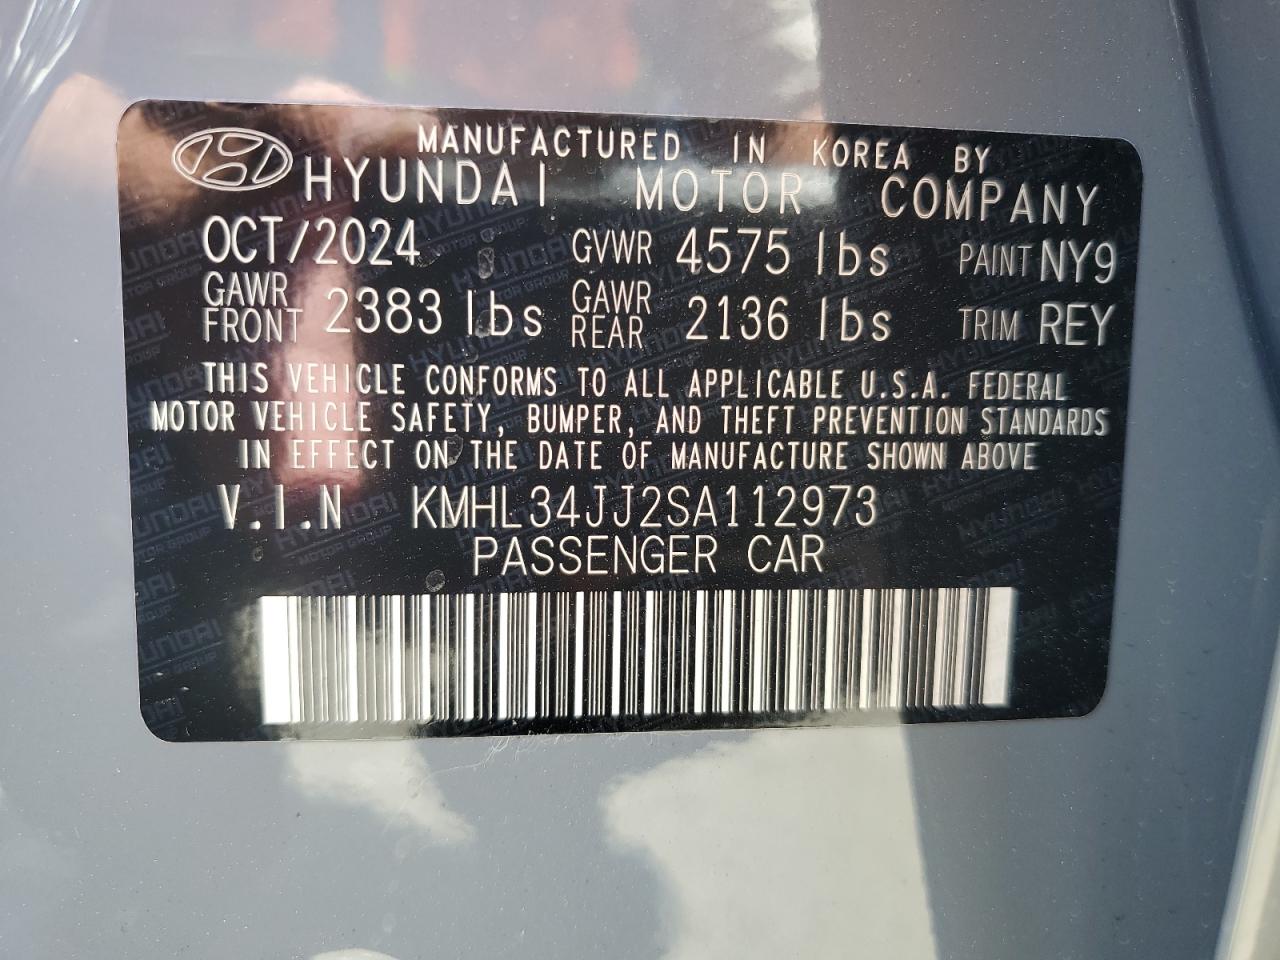 MANUFACTURED IN KOREA BY
HYUNDAI MOTOR COMPANY
OCT/2024 GVWR 4575 lbs PAINT NY9
GAWR FRONT 2383 lbs GAWR REAR 2136 lbs TRIM REY
THIS VEHICLE CONFORMS TO ALL APPLICABLE U.S.A. FEDERAL
MOTOR VEHICLE SAFETY, BUMPER, AND THEFT PREVENTION STANDARDS
IN EFFECT ON THE DATE OF MANUFACTURE SHOWN ABOVE
V.I.N KMHL34JJ2SA112973
PASSENGER CAR